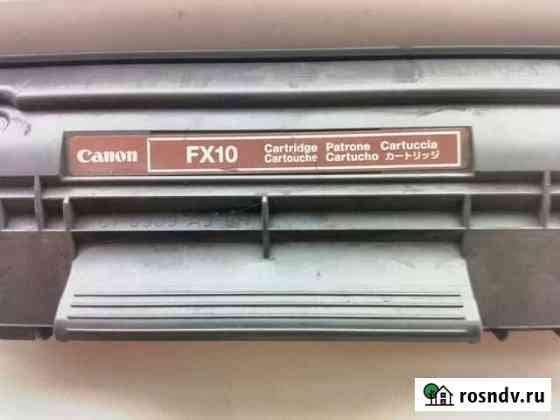 Canon
FX10
Cartridge Patrone Cartuccia
Cartouche Cartucho カートリッジ
rosndv.ru